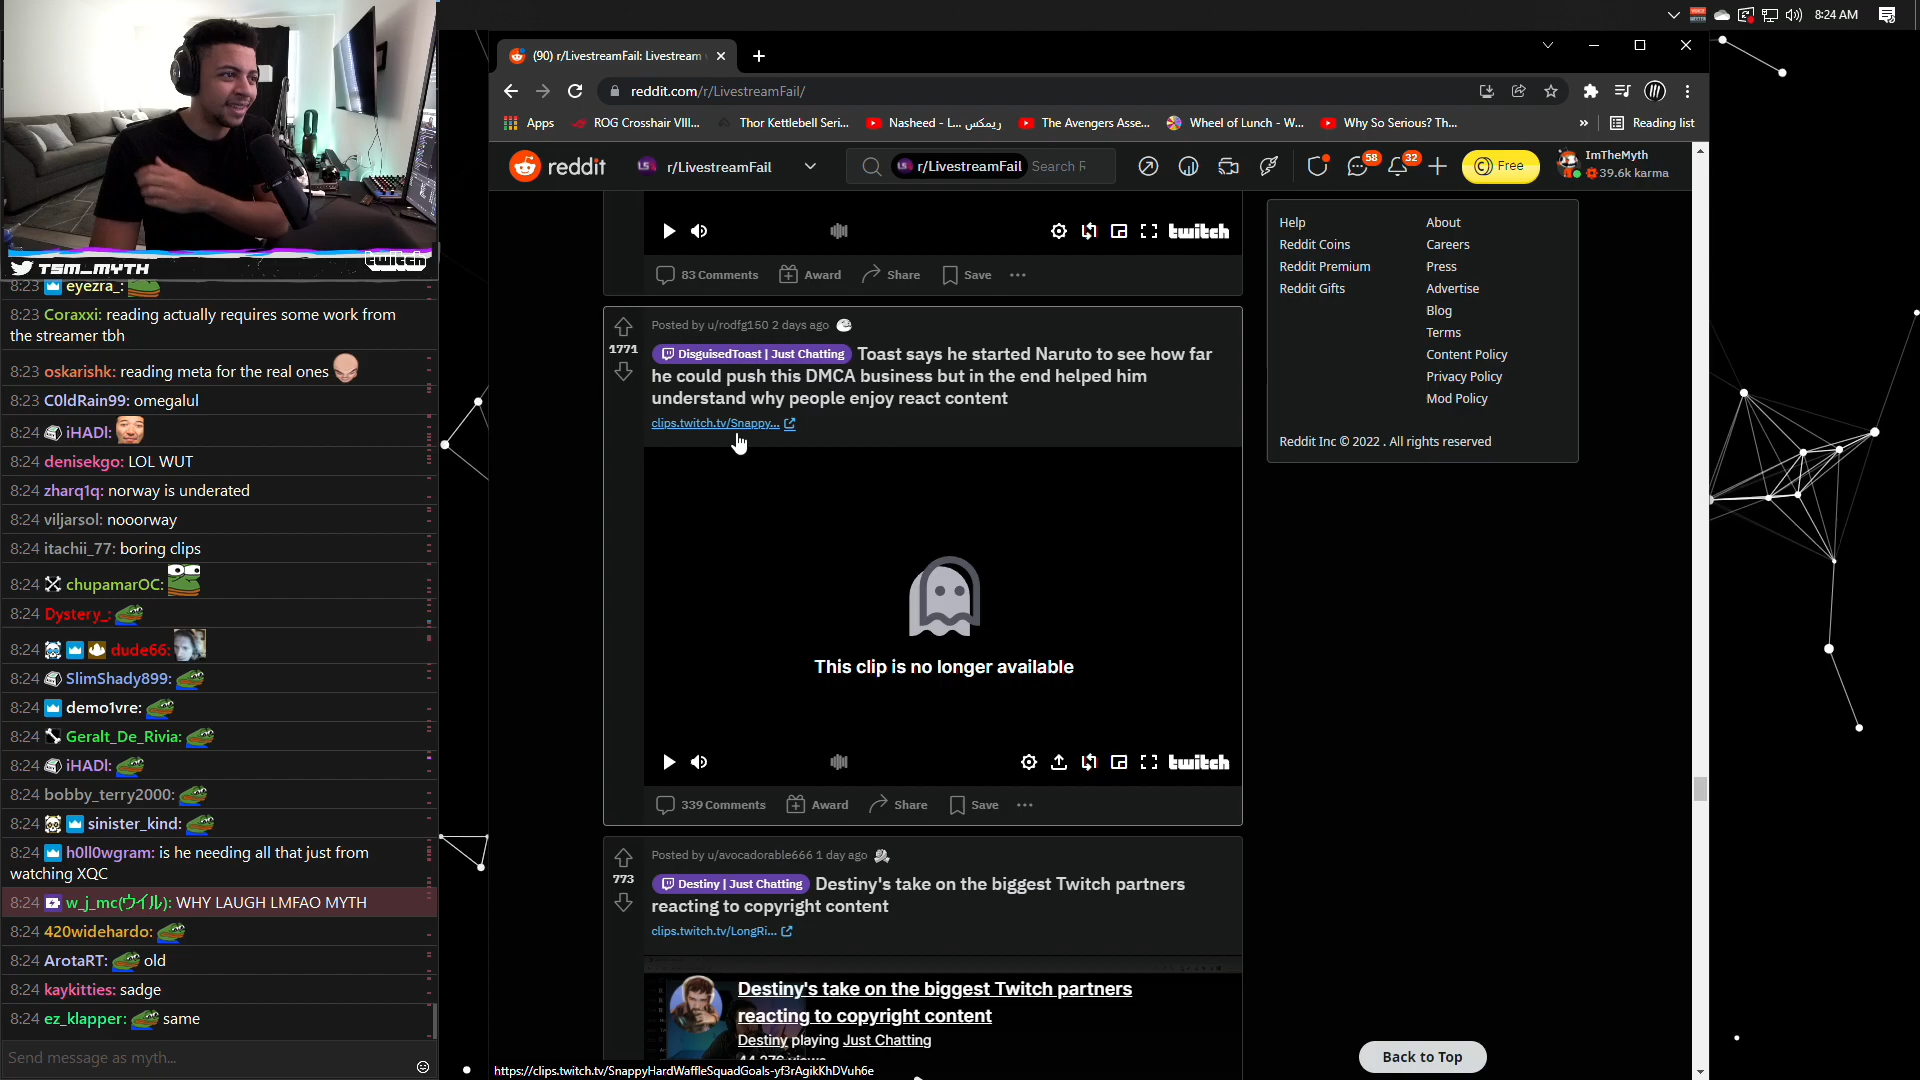 8:24 AM
(90) r/LivestreamFail: Livestream
reddit.com/r/LivestreamFail/
Apps
ROG Crosshair VIII...
Thor Kettlebell Seri...
Nasheed - L... ريمكس
The Avengers Asse...
Wheel of Lunch - W...
Why So Serious? Th...
»
Reading list
reddit
r/LivestreamFail
r/LivestreamFail
Search R
58
32
Free
ImTheMyth
39.6k karma
TSM_MYTH
twitch
8:23 eyezra_:
8:23 Coraxxi: reading actually requires some work from
the streamer tbh
8:23 oskarishk: reading meta for the real ones
8:23 C0ldRain99: omegalul
8:24 iHADl:
8:24 denisekgo: LOL WUT
8:24 zharq1q: norway is underated
8:24 viljarsol: nooorway
8:24 itachii_77: boring clips
8:24 chupamarOC:
8:24 Dystery_:
8:24 dude66:
8:24 SlimShady899:
8:24 demo1vre:
8:24 Geralt_De_Rivia:
8:24 iHADl:
8:24 bobby_terry2000:
8:24 sinister_kind:
8:24 h0ll0wgram: is he needing all that just from
watching XQC
8:24 w_j_mc(ウイル): WHY LAUGH LMFAO MYTH
8:24 420widehardo:
8:24 ArotaRT: old
8:24 kaykitties: sadge
8:24 ez_klapper: same
Send message as myth...
twitch
83 Comments
Award
Share
Save
1771
Posted by u/rodfg150 2 days ago
DisguisedToast | Just Chatting Toast says he started Naruto to see how far
he could push this DMCA business but in the end helped him
understand why people enjoy react content
clips.twitch.tv/Snappy...
This clip is no longer available
twitch
339 Comments
Award
Share
Save
773
Posted by u/avocadorable666 1 day ago
Destiny | Just Chatting Destiny's take on the biggest Twitch partners
reacting to copyright content
clips.twitch.tv/LongRi...
Destiny's take on the biggest Twitch partners
reacting to copyright content
Destiny playing Just Chatting
https://clips.twitch.tv/SnappyHardWaffleSquadGoals-yf3rAgikKhDVuh6e
Help
About
Reddit Coins
Careers
Reddit Premium
Press
Reddit Gifts
Advertise
Blog
Terms
Content Policy
Privacy Policy
Mod Policy
Reddit Inc © 2022 . All rights reserved
Back to Top